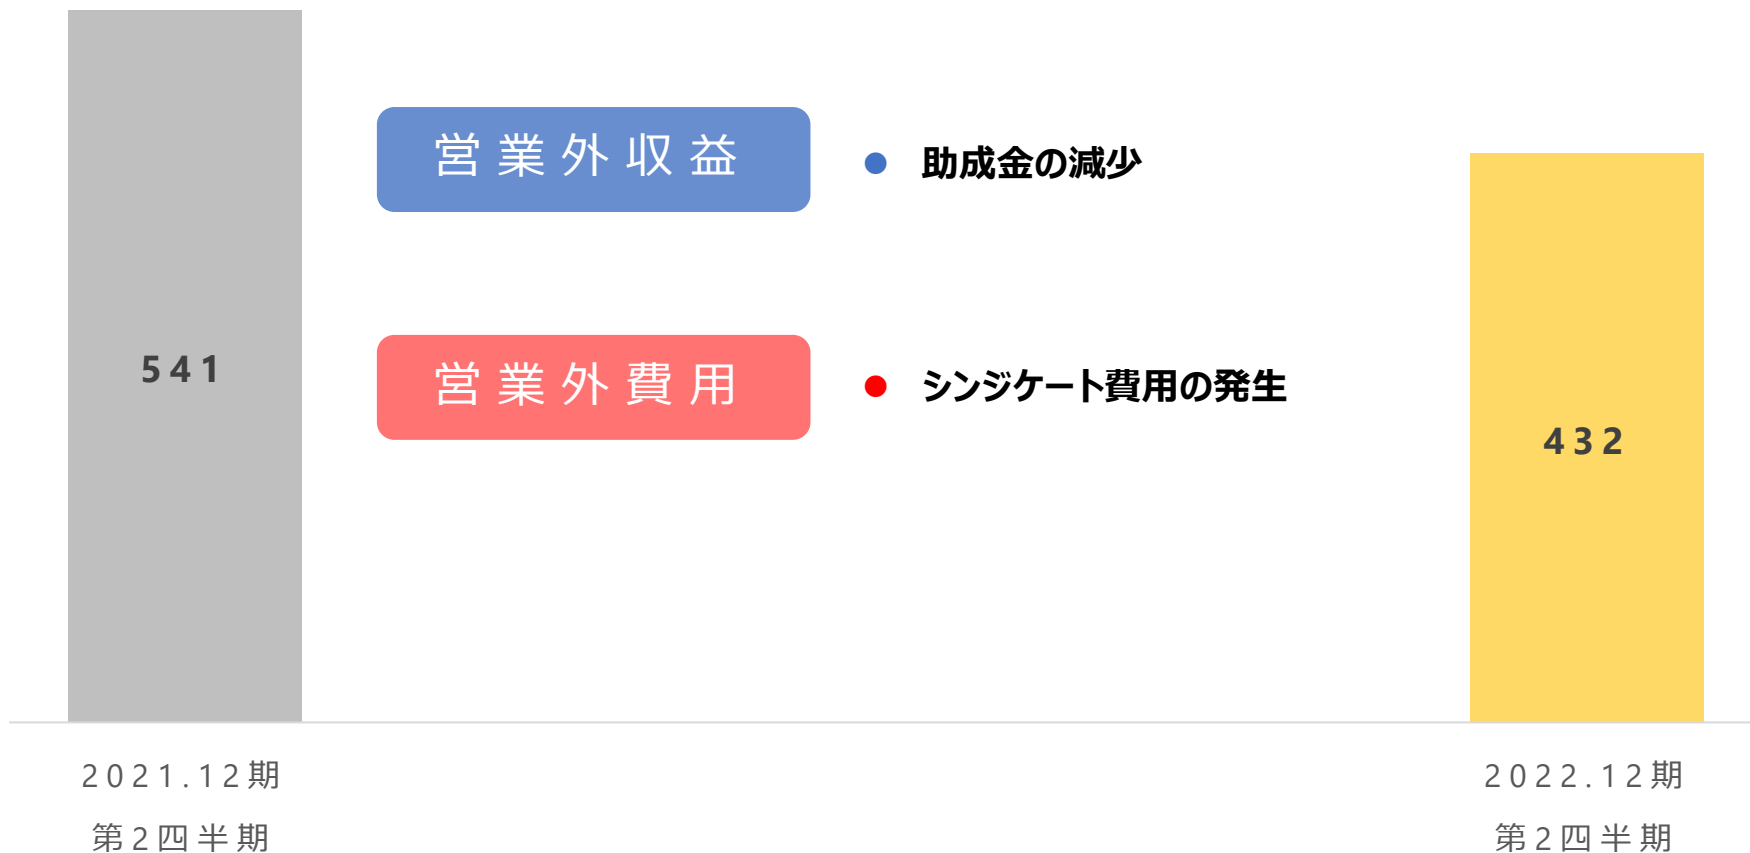 営業外収益
助成金の減少
541
営業外費用
シンジケート費用の発生
432
2021.12期
第2四半期
2022.12期
第2四半期